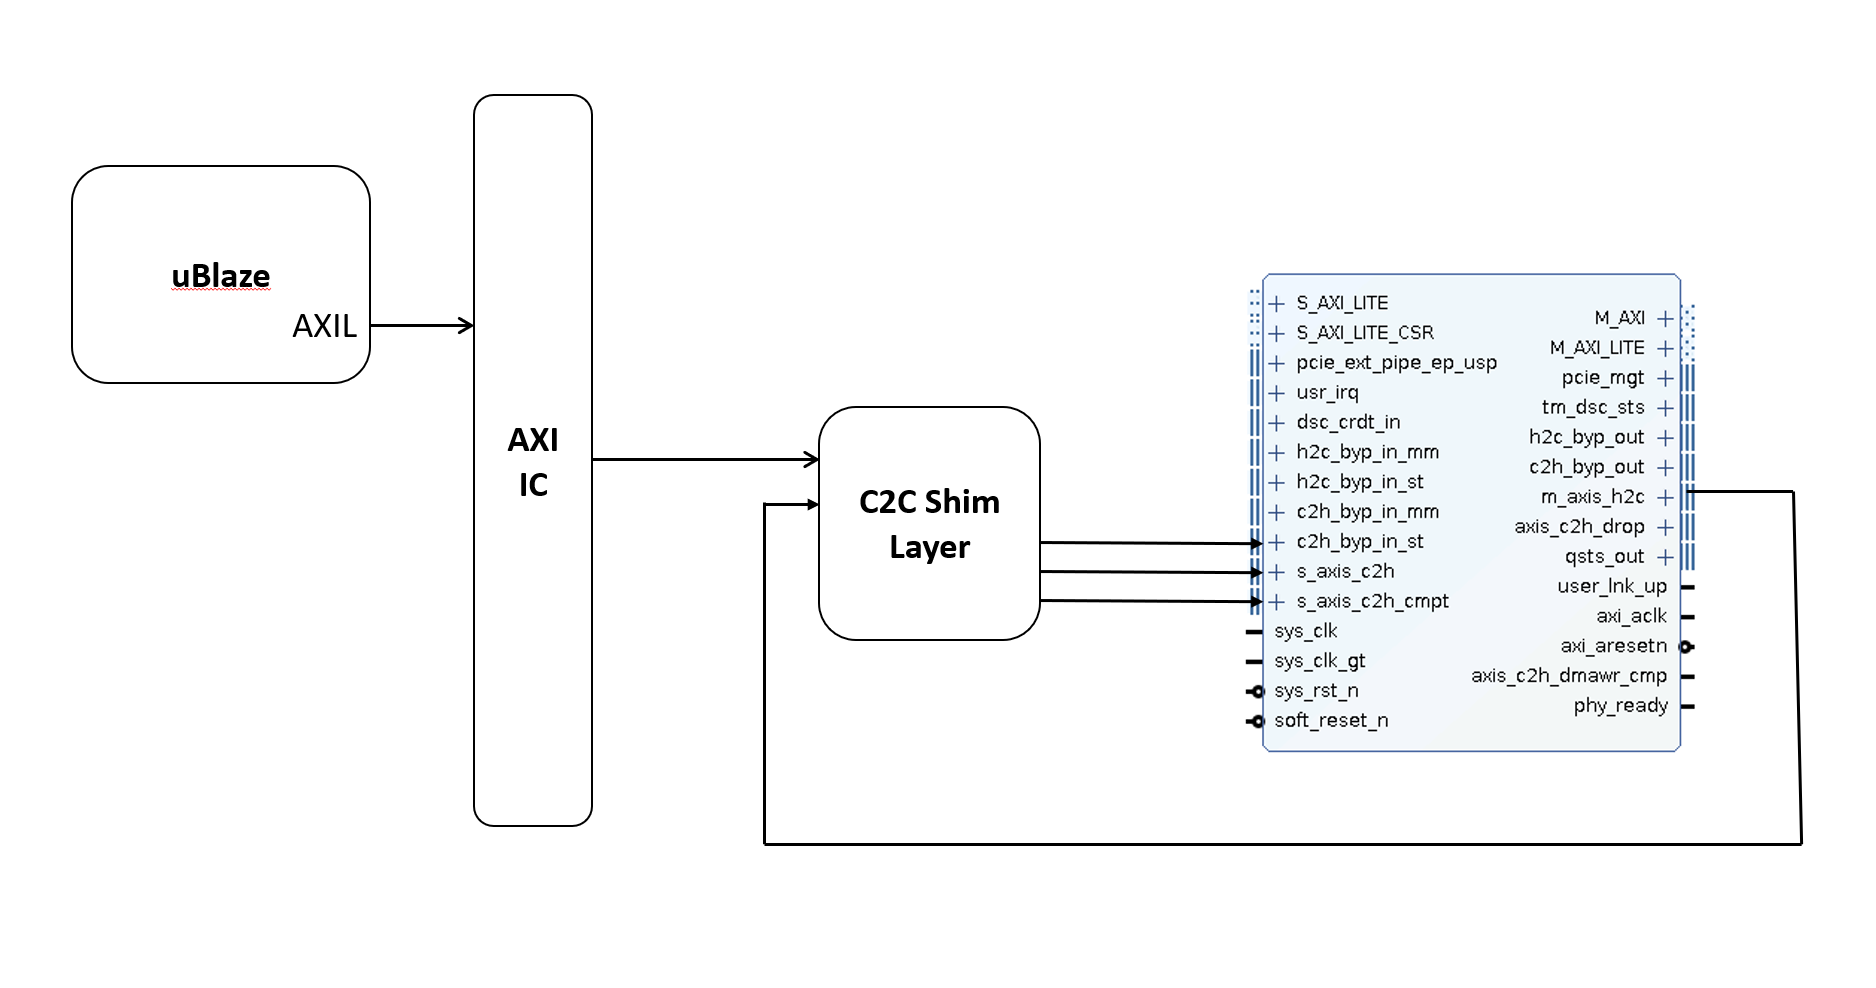 uBlaze
AXIL
AXI
IC
C2C Shim
Layer
S_AXI_LITE
S_AXI_LITE_CSR
pcie_ext_pipe_ep_usp
usr_irq
dsc_crdt_in
h2c_byp_in_mm
h2c_byp_in_st
c2h_byp_in_mm
c2h_byp_in_st
s_axis_c2h
s_axis_c2h_cmpt
sys_clk
sys_clk_gt
sys_rst_n
soft_reset_n
M_AXI
M_AXI_LITE
pcie_mgt
tm_dsc_sts
h2c_byp_out
c2h_byp_out
m_axis_h2c
axis_c2h_drop
qsts_out
user_lnk_up
axi_aclk
axi_aresetn
axis_c2h_dmawr_cmp
phy_ready